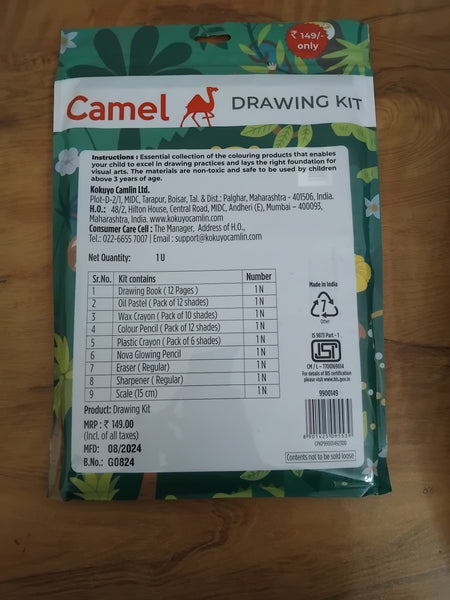 ₹ 149/-
only
Camel DRAWING KIT
Instructions : Essential collection of the colouring products that enables
your child to excel in drawing practices and lays the right foundation for
visual arts. The materials are non-toxic and safe to be used by children
above 3 years of age.
Kokuyo Camlin Ltd.
Plot-D-2/1, MIDC, Tarapur, Boisar, Tal. & Dist.: Palghar, Maharashtra - 401506, India.
H.O.: 48/2, Hilton House, Central Road, MIDC, Andheri (E), Mumbai – 400093,
Maharashtra, India. www.kokuyocamlin.com
Consumer Care Cell : The Manager, Address of H.O.,
Tel.: 022-6655 7007 | Email : support@kokuyocamlin.com
Net Quantity: 1 U
Sr.No. Kit contains Number
1 Drawing Book ( 12 Pages ) 1 N
2 Oil Pastel ( Pack of 12 shades) 1 N
3 Wax Crayon ( Pack of 10 shades) 1 N
4 Colour Pencil ( Pack of 12 shades) 1 N
5 Plastic Crayon ( Pack of 6 shades) 1 N
6 Nova Glowing Pencil 1 N
7 Eraser ( Regular) 1 N
8 Sharpener ( Regular) 1 N
9 Scale (15 cm) 1 N
Product: Drawing Kit
MRP : ₹ 149.00
(Incl. of all taxes)
MFD: 08/2024
B.No.: G0824
Made in India
7
Other
IS 9873 Part - 1
ISI
CM / L – 7700169814
For details of BIS certification
please visit www.bis.gov.in
9900149
Contents not to be sold loose